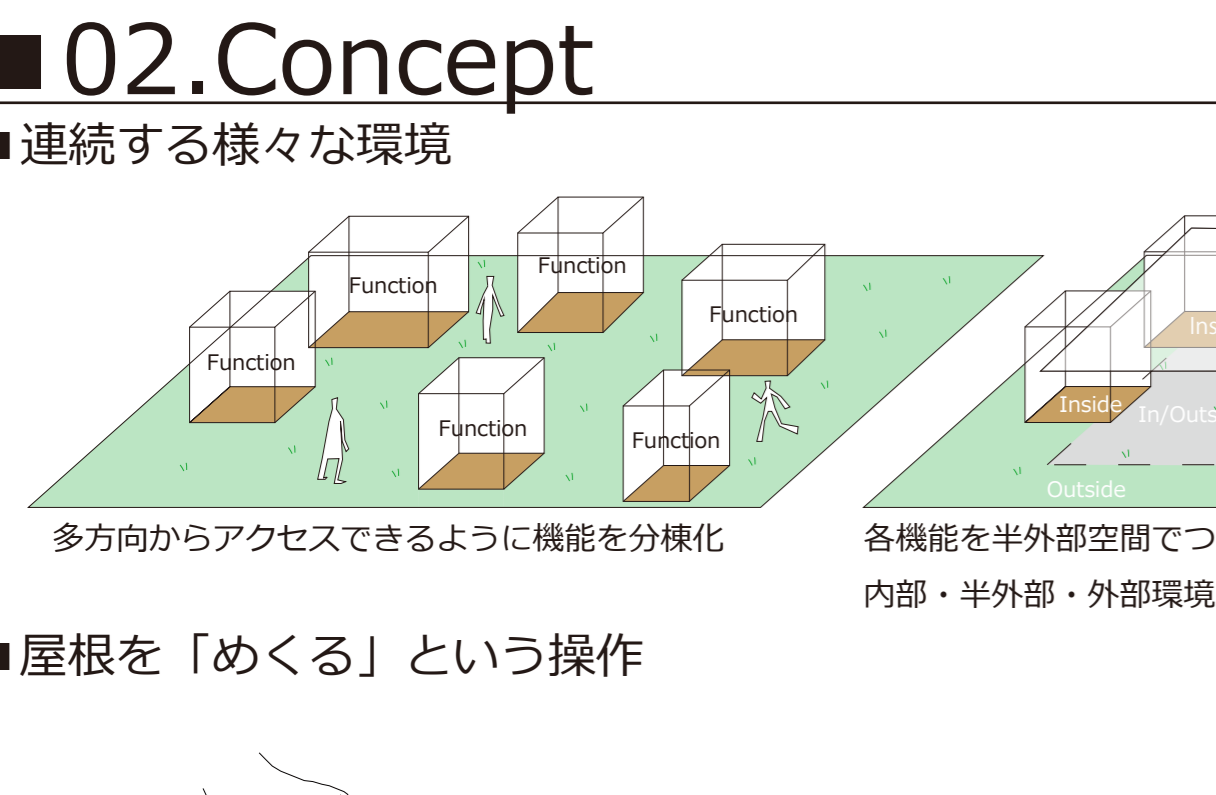 ■02.Concept
■連続する様々な環境
Function
Function
Function
Function
Function
Function
Inside
In/Outs
Ins
Outside
多方向からアクセスできるように機能を分棟化
各機能を半外部空間でつ
内部・半外部・外部環境
■屋根を「めくる」という操作